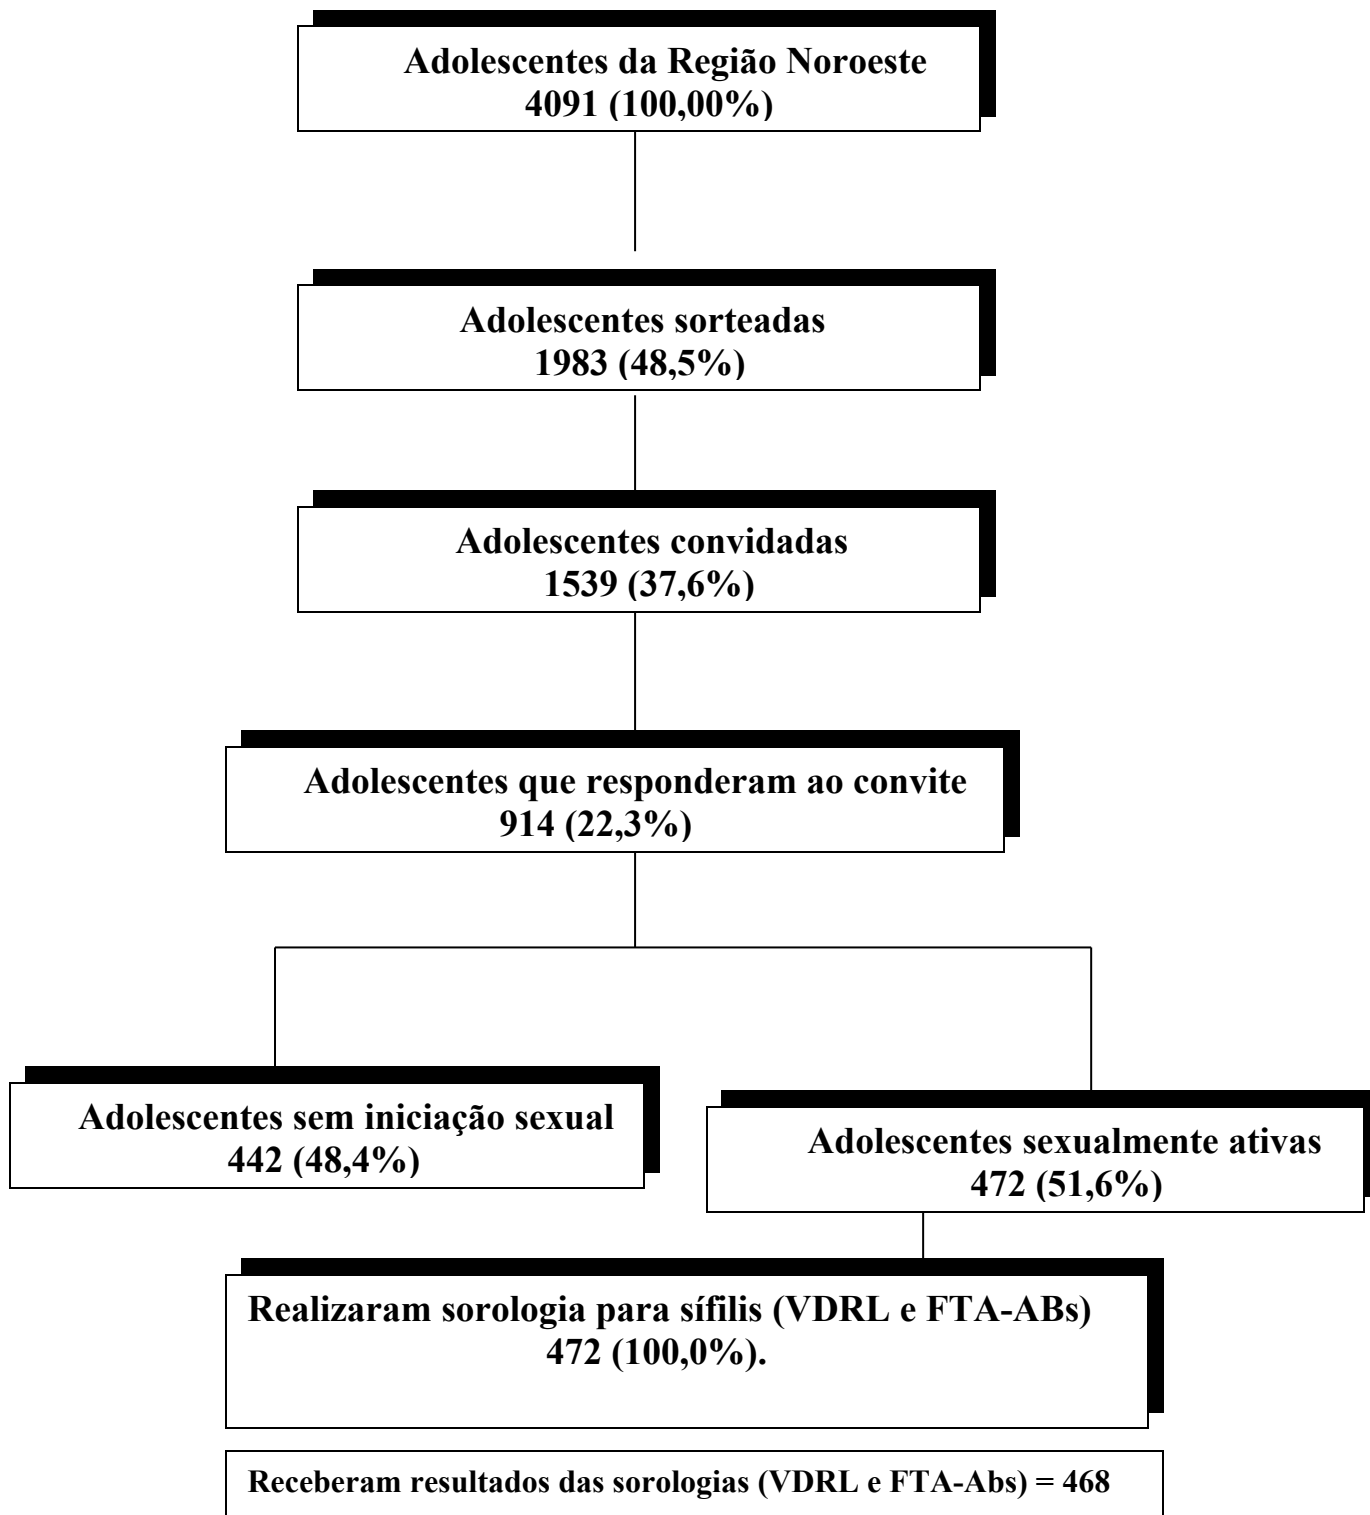 Adolescentes da Região Noroeste
4091 (100,00%)
Adolescentes sorteadas
1983 (48,5%)
Adolescentes convidadas
1539 (37,6%)
Adolescentes que responderam ao convite
914 (22,3%)
Adolescentes sem iniciação sexual
442 (48,4%)
Adolescentes sexualmente ativas
472 (51,6%)
Realizaram sorologia para sífilis (VDRL e FTA-ABs)
472 (100,0%).
Receberam resultados das sorologias (VDRL e FTA-Abs) = 468